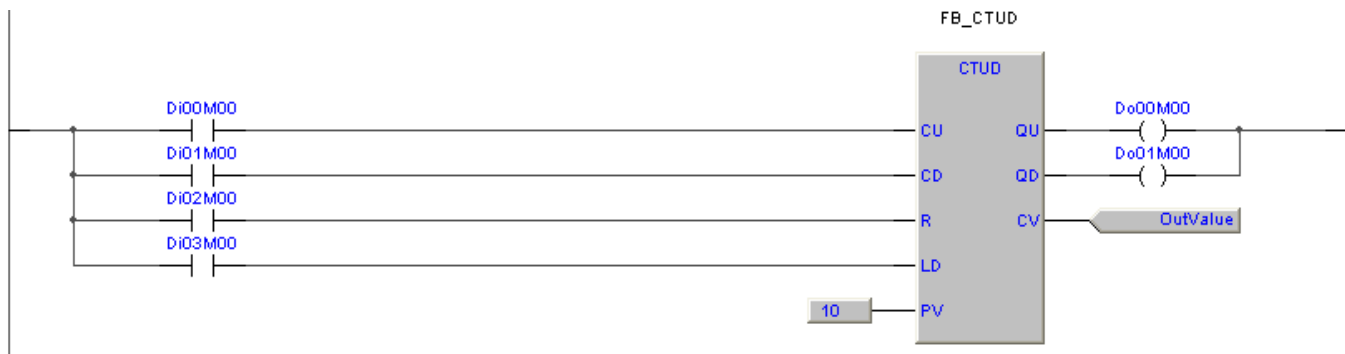 FB_CTUD
CTUD
Di00M00
CU QU
Do00M00
Di01M00
CD QD
Do01M00
Di02M00
R CV
OutValue
Di03M00
LD
10 PV